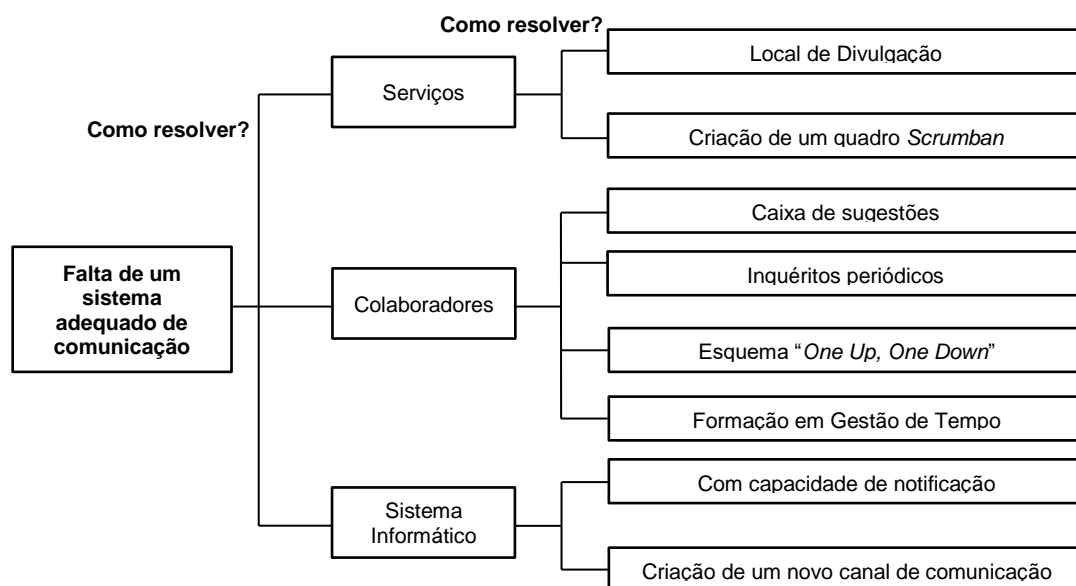 Como resolver?
Local de Divulgação
Serviços
Como resolver?
Criação de um quadro Scrumban
Caixa de sugestões
Falta de um
sistema
adequado de
comunicação
Colaboradores
Inquéritos periódicos
Esquema “One Up, One Down”
Formação em Gestão de Tempo
Sistema
Informático
Com capacidade de notificação
Criação de um novo canal de comunicação